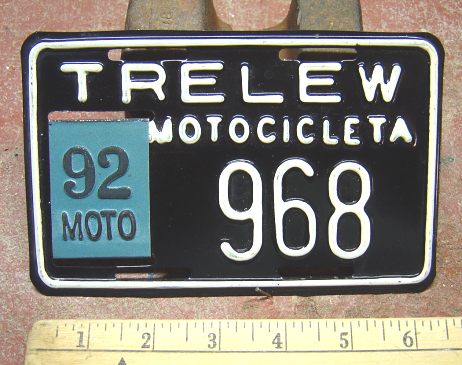 TRELEW
MOTOCICLETA
92
MOTO
968
1 2 3 4 5 6